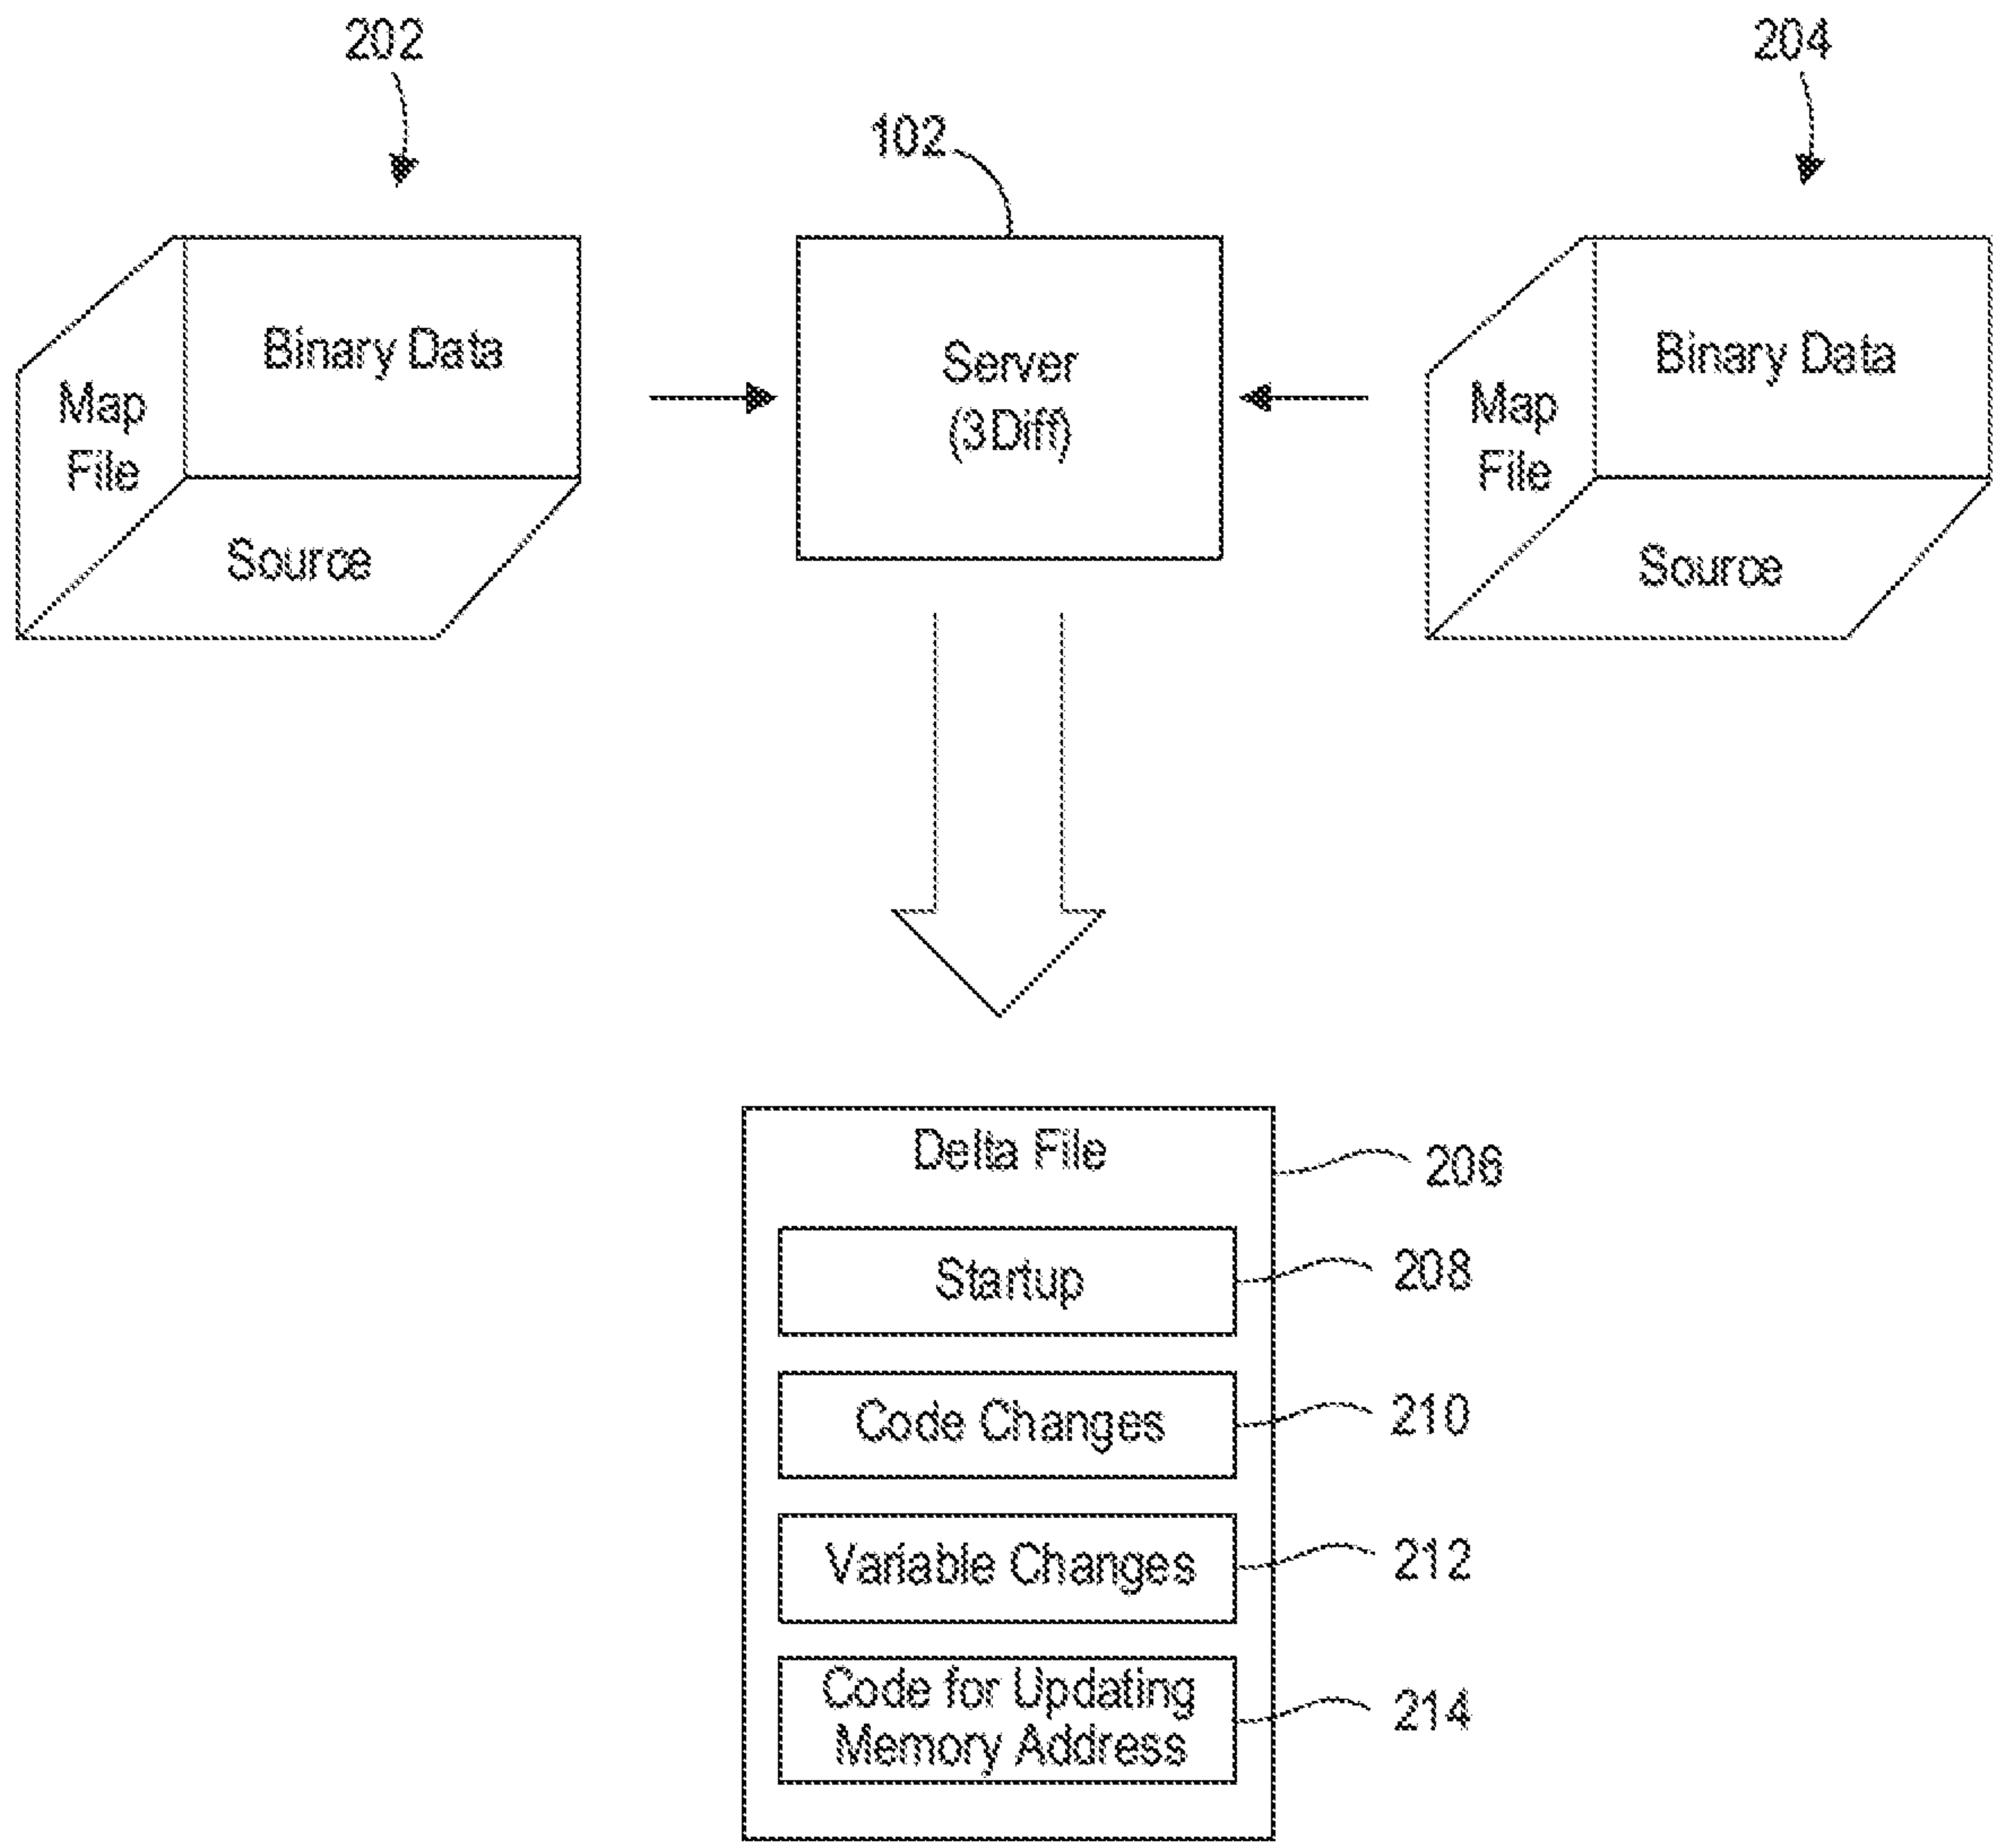 202
204
102
Binary Data
Map
File
Source
Server
(3Diff)
Binary Data
Map
File
Source
Delta File
206
Startup
208
Code Changes
210
Variable Changes
212
Code for Updating
Memory Address
214